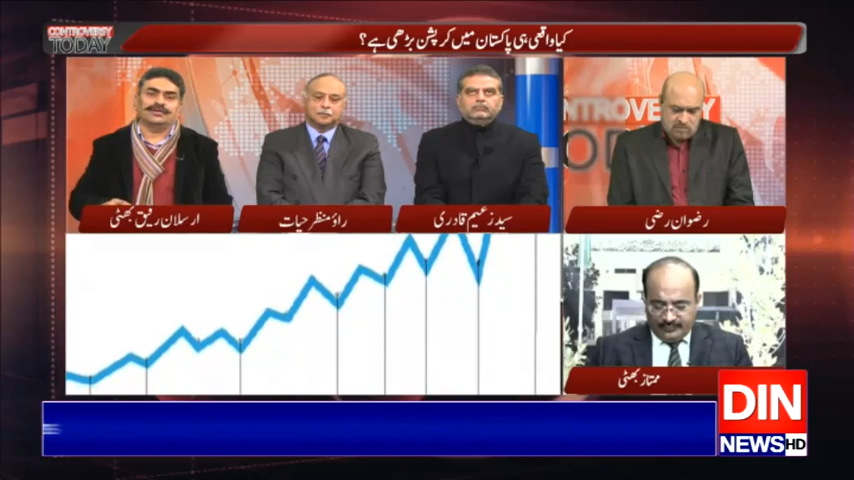 CONTROVERSY
TODAY
کیا واقعی ہی پاکستان میں کرپشن بڑھی ہے؟
CONTROVERSY
ارسلان رفیق بھٹی
راؤ منظر حیات
سید زعیم قادری
رضوان رضی
ممتاز بھٹی
DIN
NEWS HD